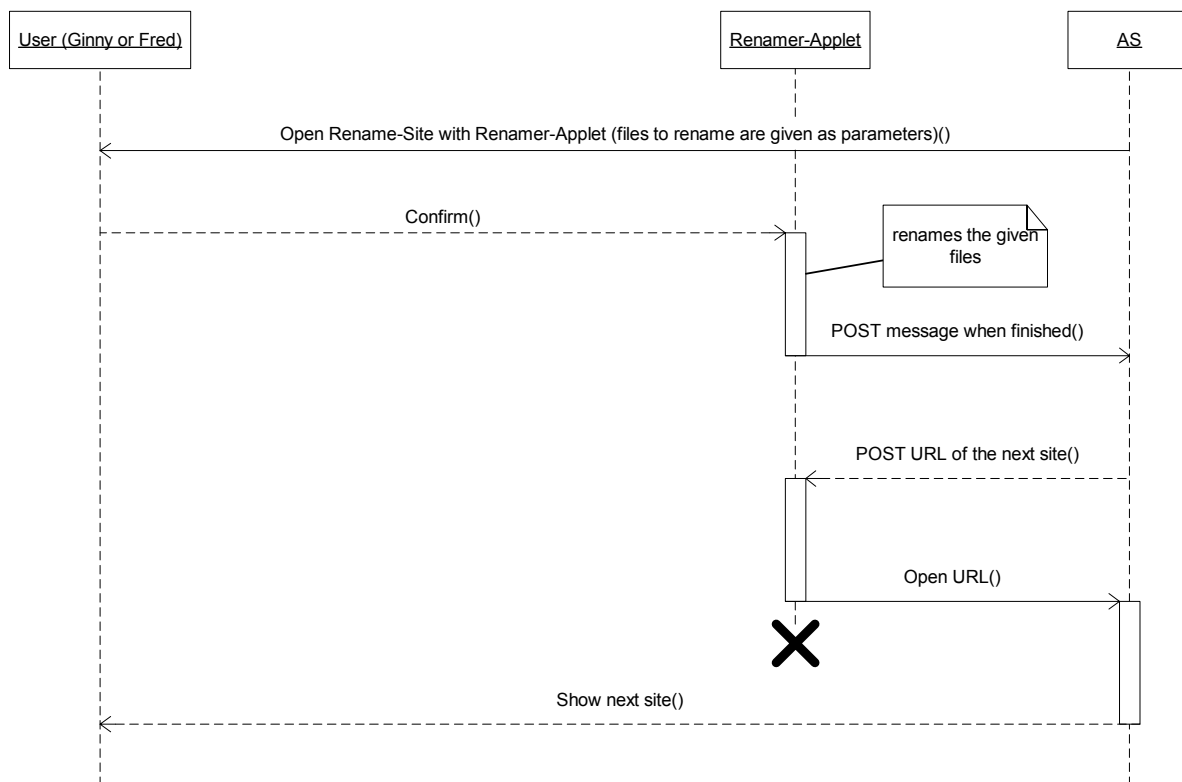 User (Ginny or Fred)
Renamer-Applet
AS
Open Rename-Site with Renamer-Applet (files to rename are given as parameters)()
Confirm()
renames the given
files
POST message when finished()
POST URL of the next site()
Open URL()
Show next site()